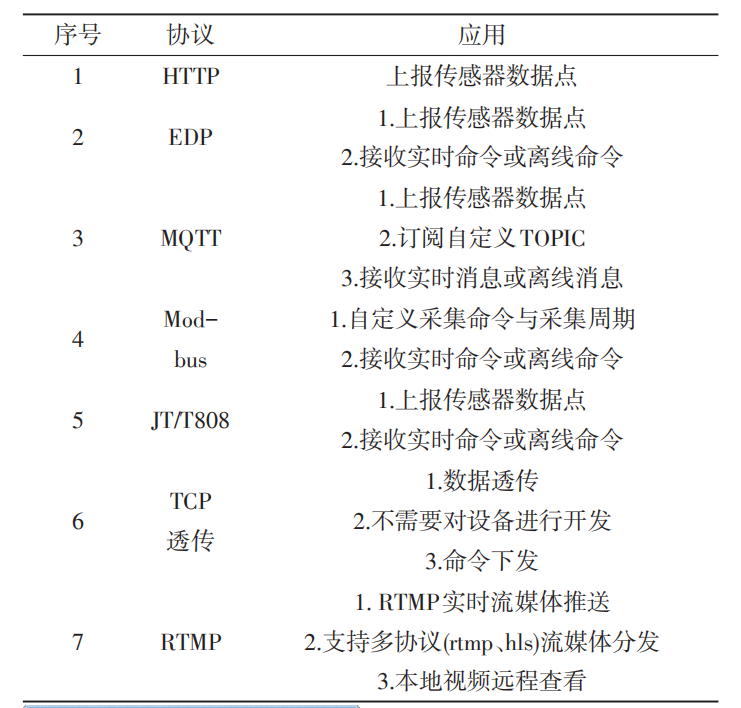 序号 协议 应用
1 HTTP 上报传感器数据点
2 EDP 1.上报传感器数据点
2.接收实时命令或离线命令
3 MQTT 1.上报传感器数据点
2.订阅自定义TOPIC
3.接收实时消息或离线消息
4 Mod-
bus 1.自定义采集命令与采集周期
2.接收实时命令或离线命令
5 JT/T808 1.上报传感器数据点
2.接收实时命令或离线命令
6 TCP
透传 1.数据透传
2.不需要对设备进行开发
3.命令下发
7 RTMP 1. RTMP实时流媒体推送
2.支持多协议(rtmp、hls)流媒体分发
3.本地视频远程查看